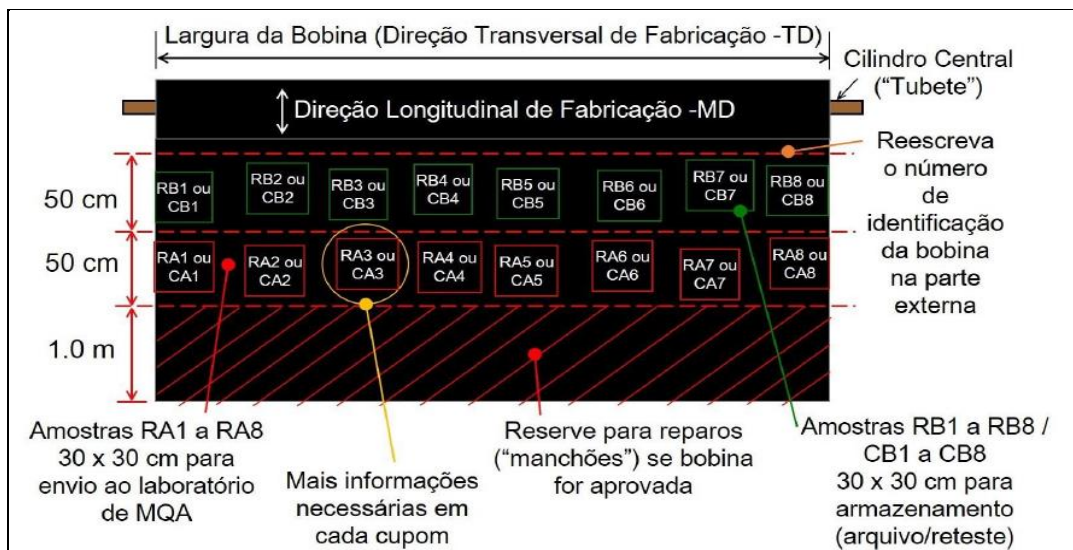 Largura da Bobina (Direção Transversal de Fabricação -TD)
Cilindro Central
(“Tubete”)
Direção Longitudinal de Fabricação -MD
Reescreva
o número
de
identificação
da bobina
na parte
externa
50 cm
RB1 ou
CB1
RB2 ou
CB2
RB3 ou
CB3
RB4 ou
CB4
RB5 ou
CB5
RB6 ou
CB6
RB7 ou
CB7
RB8 ou
CB8
50 cm
RA1 ou
CA1
RA2 ou
CA2
RA3 ou
CA3
RA4 ou
CA4
RA5 ou
CA5
RA6 ou
CA6
RA7 ou
CA7
RA8 ou
CA8
1.0 m
Amostras RA1 a RA8
30 x 30 cm para
envio ao laboratório
de MQA
Mais informações
necessárias em
cada cupom
Reserve para reparos
(“manchões”) se bobina
for aprovada
Amostras RB1 a RB8 /
CB1 a CB8
30 x 30 cm para
armazenamento
(arquivo/reteste)